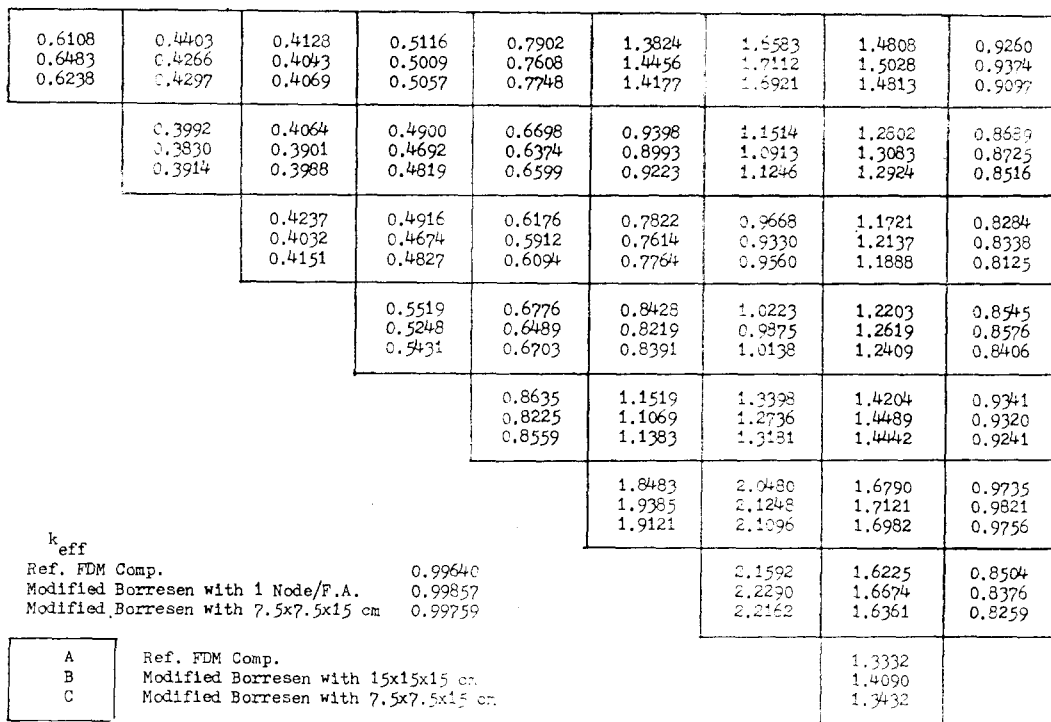 0.6108 0.4403 0.4128 0.5116 0.7902 1.3824 1.6583 1.4808 0.9260
0.6483 0.4266 0.4043 0.5009 0.7608 1.4456 1.7112 1.5028 0.9374
0.6238 0.4297 0.4069 0.5057 0.7748 1.4177 1.6921 1.4813 0.9097
0.3992 0.4064 0.4900 0.6698 0.9398 1.1514 1.2802 0.8689
0.3830 0.3901 0.4692 0.6374 0.8993 1.0913 1.3083 0.8725
0.3914 0.3988 0.4819 0.6599 0.9223 1.1246 1.2924 0.8516
0.4237 0.4916 0.6176 0.7822 0.9668 1.1721 0.8284
0.4032 0.4674 0.5912 0.7614 0.9330 1.2137 0.8338
0.4151 0.4827 0.6094 0.7764 0.9560 1.1888 0.8125
0.5519 0.6776 0.8428 1.0223 1.2203 0.8545
0.5248 0.6489 0.8219 0.9875 1.2619 0.8576
0.5431 0.6703 0.8391 1.0138 1.2409 0.8406
0.8635 1.1519 1.3398 1.4204 0.9341
0.8225 1.1069 1.2736 1.4489 0.9320
0.8559 1.1383 1.3181 1.4442 0.9241
1.8483 2.0480 1.6790 0.9735
1.9385 2.1248 1.7121 0.9821
1.9121 2.1096 1.6982 0.9756
k eff
Ref. FDM Comp. 0.99640
Modified Borresen with 1 Node/F.A. 0.99857
Modified Borresen with 7.5x7.5x15 cm 0.99759
2.1592 1.6225 0.8504
2.2290 1.6674 0.8376
2.2162 1.6361 0.8259
A Ref. FDM Comp.
B Modified Borresen with 15x15x15 cm
C Modified Borresen with 7.5x7.5x15 cm
1.3332
1.4090
1.3432